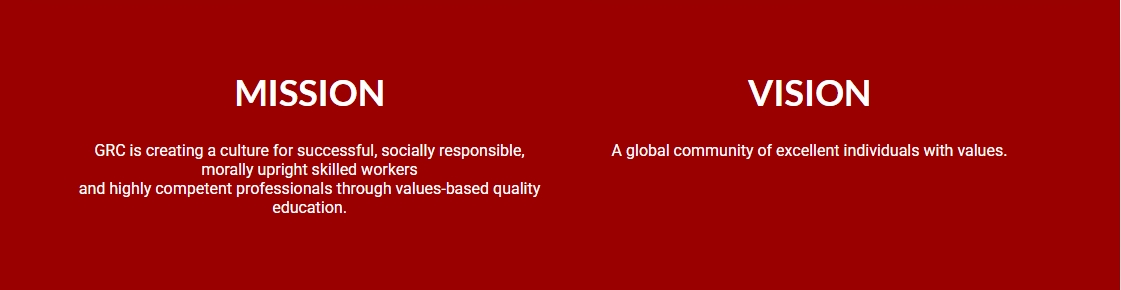 MISSION
GRC is creating a culture for successful, socially responsible,
morally upright skilled workers
and highly competent professionals through values-based quality
education.
VISION
A global community of excellent individuals with values.